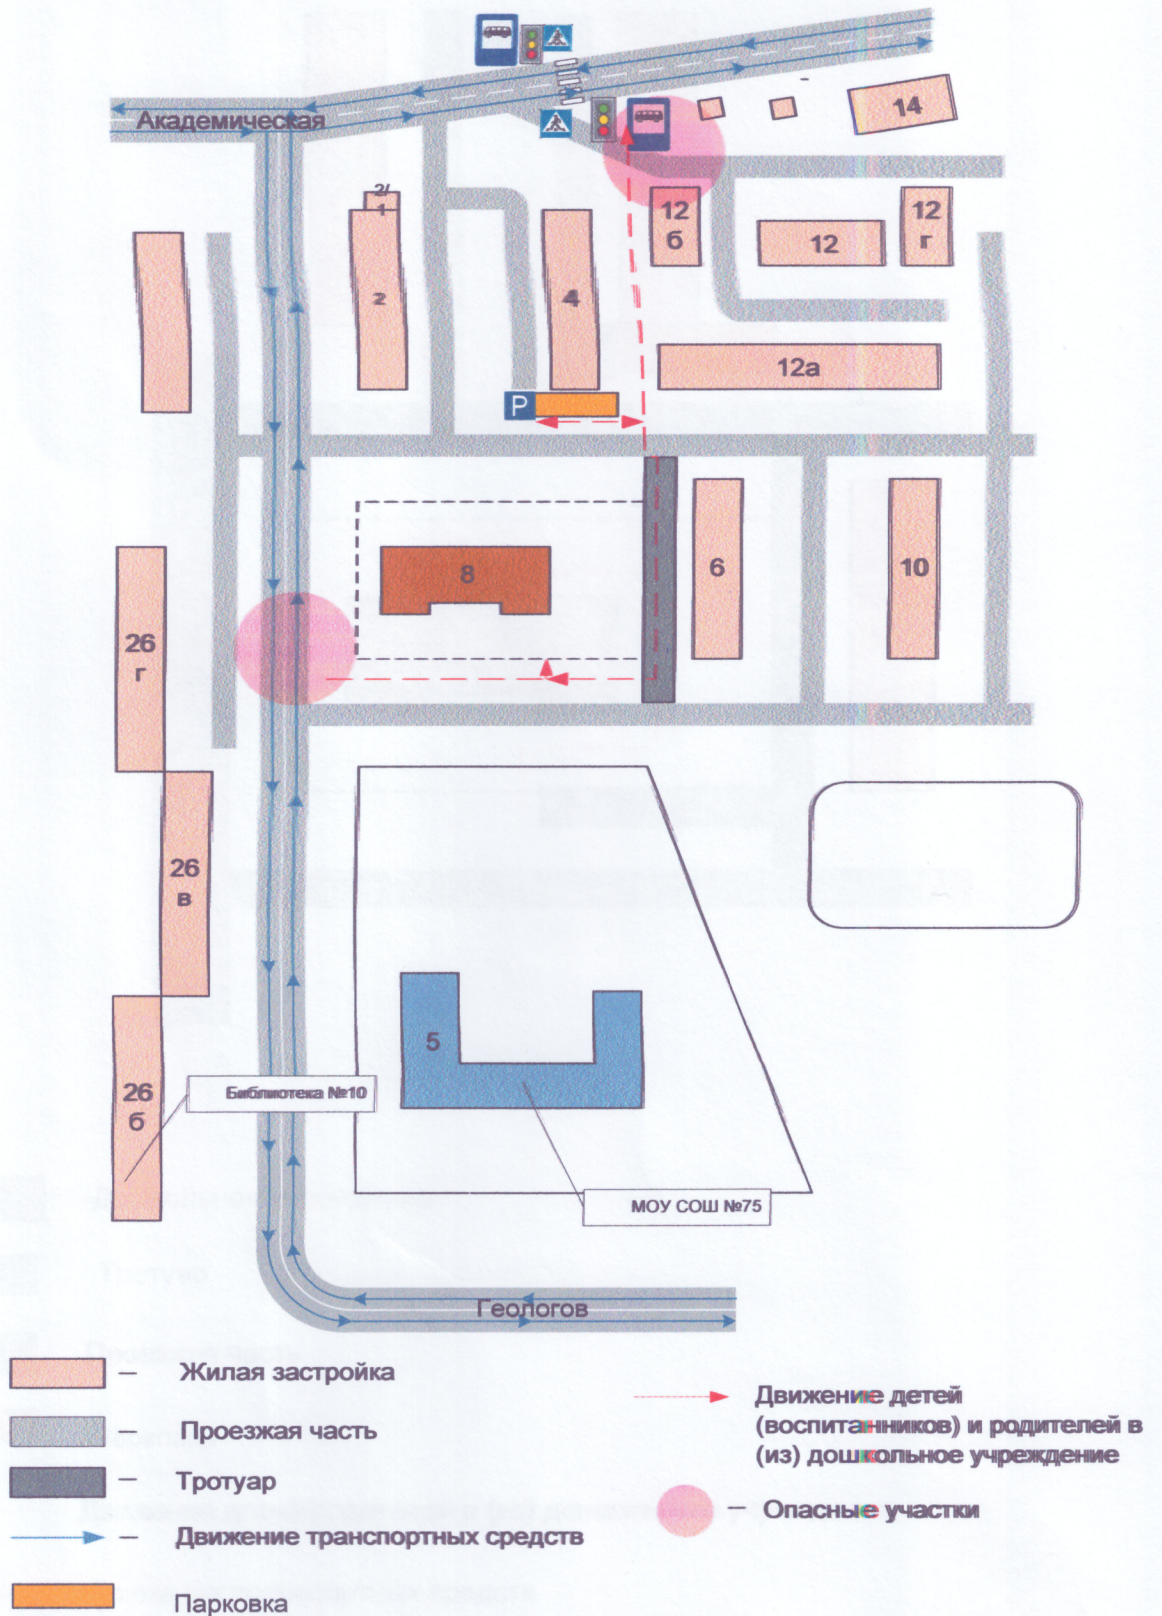 Академическая
14
2/
1
12
б
12
12
г
2
4
12а
P
8
6
10
26
г
26
в
5
26
б
Библиотека №10
МОУ СОШ №75
Геологов
– Жилая застройка
Проезжая часть
– Тротуар
– Движение транспортных средств
– Парковка
Движение детей
(воспитанников) и родителей в
(из) дошкольное учреждение
– Опасные участки